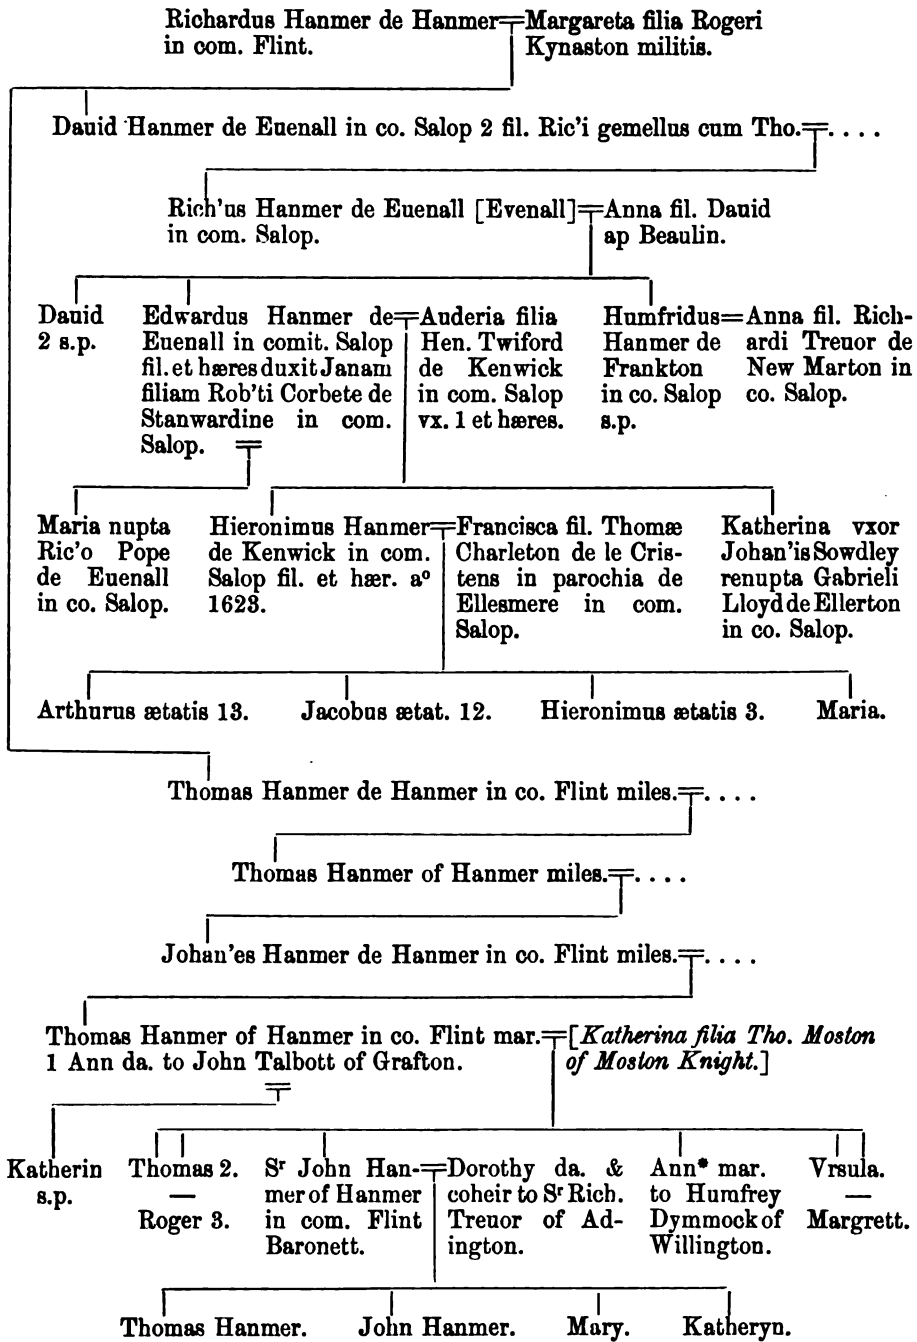 Richardus Hanmer de Hanmer = Margareta filia Rogeri
in com. Flint. Kynaston militis.
Dauid Hanmer de Euenall in co. Salop 2 fil. Ric'i gemellus cum Tho. = . . . .
Rich'us Hanmer de Euenall [Evenall] = Anna fil. Dauid
in com. Salop. ap Beaulin.
Dauid
2 s.p.
Edwardus Hanmer de =
Euenall in comit. Salop
fil. et hæres duxit Janam
filiam Rob'ti Corbete de
Stanwardine in com.
Salop. =
Auderia filia
Hen. Twiford
de Kenwick
in com. Salop
vx. 1 et hæres.
Humfridus =
Hanmer de
Frankton
in co. Salop
s.p.
Anna fil. Rich-
ardi Treuor de
New Marton in
co. Salop.
Maria nupta
Ric'o Pope
de Euenall
in co. Salop.
Hieronimus Hanmer =
de Kenwick in com.
Salop fil. et hær. aº
1623.
Francisca fil. Thomæ
Charleton de le Cris-
tens in parochia de
Ellesmere in com.
Salop.
Katherina vxor
Johan'is Sowdley
renupta Gabrieli
Lloyd de Ellerton
in co. Salop.
Arthurus ætatis 13. Jacobus ætat. 12. Hieronimus ætatis 3. Maria.
Thomas Hanmer de Hanmer in co. Flint miles. = . . . .
Thomas Hanmer of Hanmer miles. = . . . .
Johan'es Hanmer de Hanmer in co. Flint miles. = . . . .
Thomas Hanmer of Hanmer in co. Flint mar. = [Katherina filia Tho. Moston
1 Ann da. to John Talbott of Grafton. of Moston Knight.]
=
Katherin
s.p.
Thomas 2.
—
Roger 3.
Sʳ John Han- =
mer of Hanmer
in com. Flint
Baronett.
Dorothy da. &
coheir to Sʳ Rich.
Treuor of Ad-
ington.
Ann* mar.
to Humfrey
Dymmock of
Willington.
Vrsula.
—
Margrett.
Thomas Hanmer. John Hanmer. Mary. Katheryn.